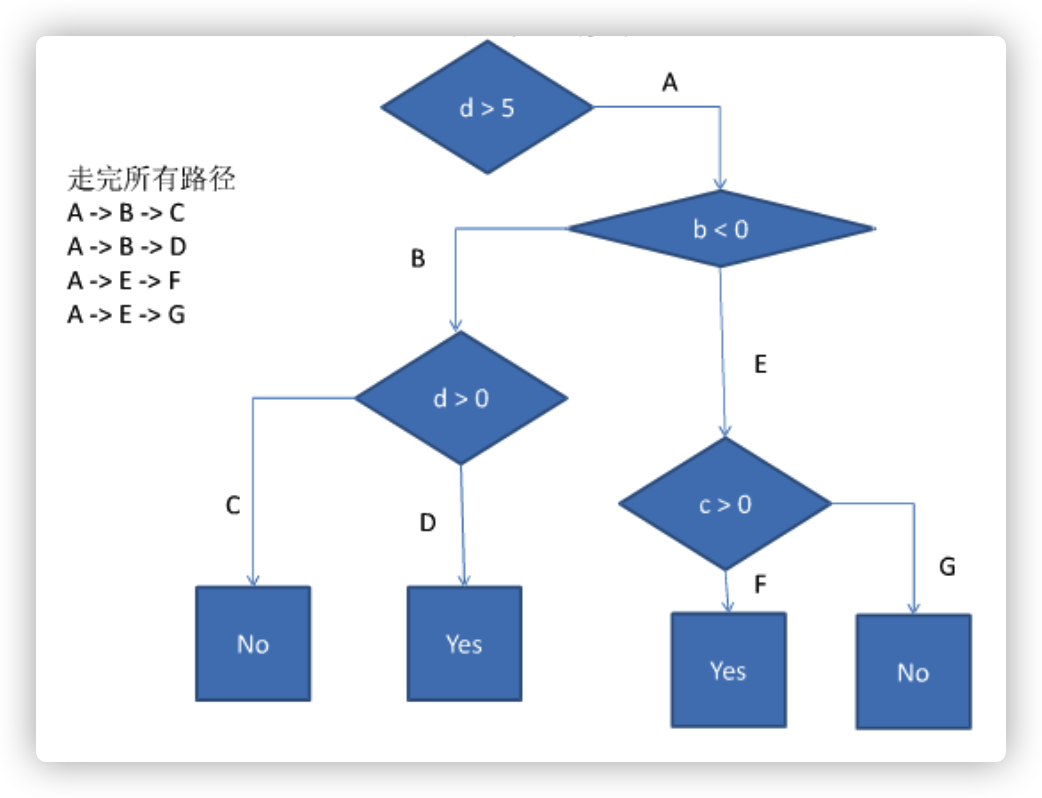 A
d > 5
走完所有路径
A -> B -> C
A -> B -> D
A -> E -> F
A -> E -> G
b < 0
B
E
d > 0
c > 0
C
D
F
G
No
Yes
Yes
No